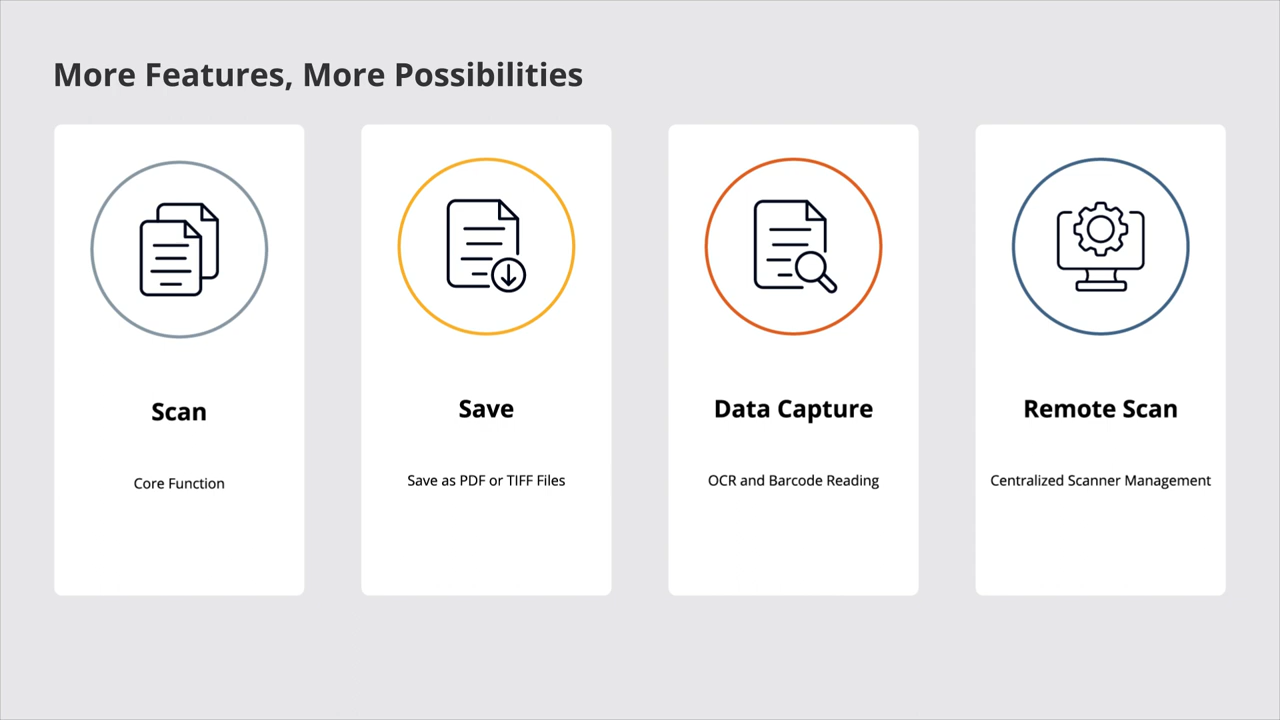 More Features, More Possibilities
Scan
Core Function
Save
Save as PDF or TIFF Files
Data Capture
OCR and Barcode Reading
Remote Scan
Centralized Scanner Management